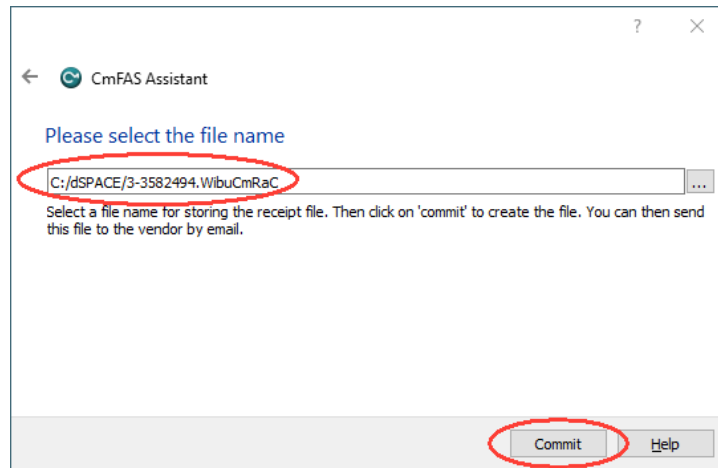 ?
CmFAS Assistant
Please select the file name
C:/dSPACE/3-3582494.WibuCmRaC
...
Select a file name for storing the receipt file. Then click on 'commit' to create the file. You can then send
this file to the vendor by email.
Commit Help